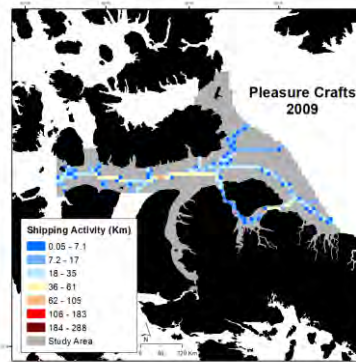 Pleasure Crafts
2009
Shipping Activity (Km)
0.05 - 7.1
7.2 - 17
18 - 35
36 - 61
62 - 105
106 - 183
184 - 288
Study Area
N